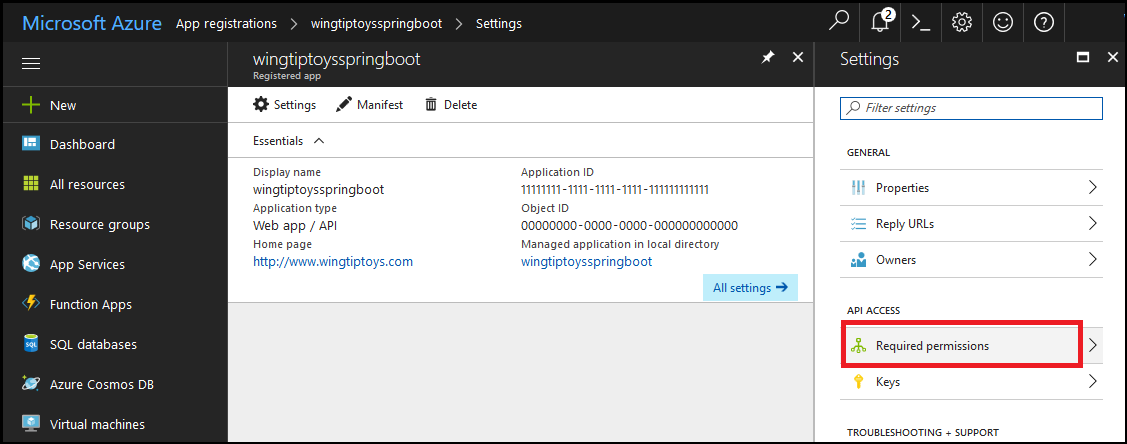 Microsoft Azure App registrations > wingtiptoysspringboot > Settings
2
wingtiptoysspringboot
Registered app
Settings Manifest Delete
Essentials
Display name
wingtiptoysspringboot
Application type
Web app / API
Home page
http://www.wingtiptoys.com
Application ID
11111111-1111-1111-1111-111111111111
Object ID
00000000-0000-0000-000000000000
Managed application in local directory
wingtiptoysspringboot
All settings
New
Dashboard
All resources
Resource groups
App Services
Function Apps
SQL databases
Azure Cosmos DB
Virtual machines
Settings
Filter settings
GENERAL
Properties
Reply URLs
Owners
API ACCESS
Required permissions
Keys
TROUBLESHOOTING + SUPPORT